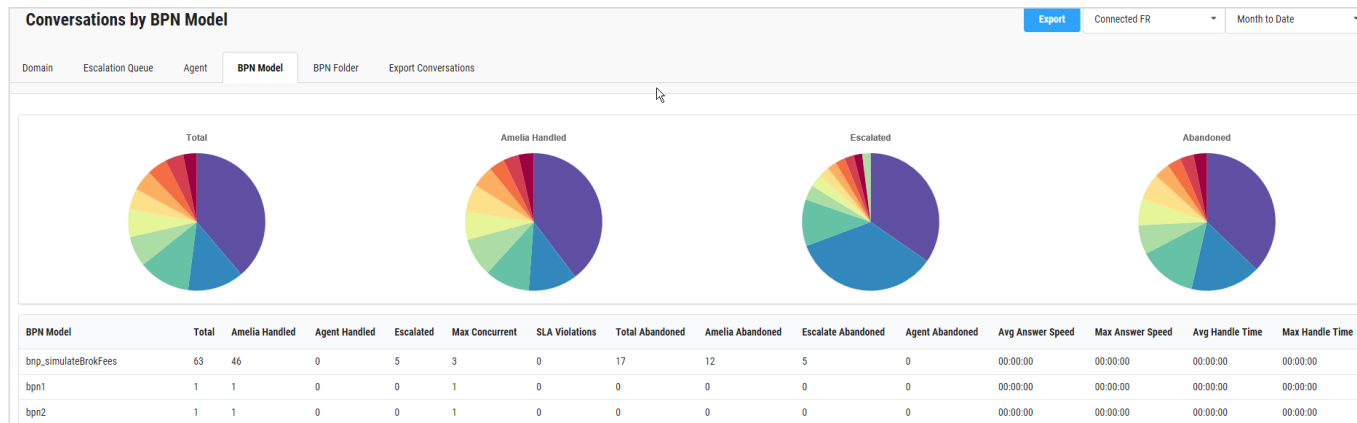 Conversations by BPN Model
Export
Connected FR
Month to Date
Domain Escalation Queue Agent BPN Model BPN Folder Export Conversations
Total Amelia Handled Escalated Abandoned
BPN Model Total Amelia Handled Agent Handled Escalated Max Concurrent SLA Violations Total Abandoned Amelia Abandoned Escalate Abandoned Agent Abandoned Avg Answer Speed Max Answer Speed Avg Handle Time Max Handle Time
bnp_simulateBrokFees 63 46 0 5 3 0 17 12 5 0 00:00:00 00:00:00 00:00:00 00:00:00
bpn1 1 1 0 0 1 0 0 0 0 0 00:00:00 00:00:00 00:00:00 00:00:00
bpn2 1 1 0 0 1 0 0 0 0 0 00:00:00 00:00:00 00:00:00 00:00:00